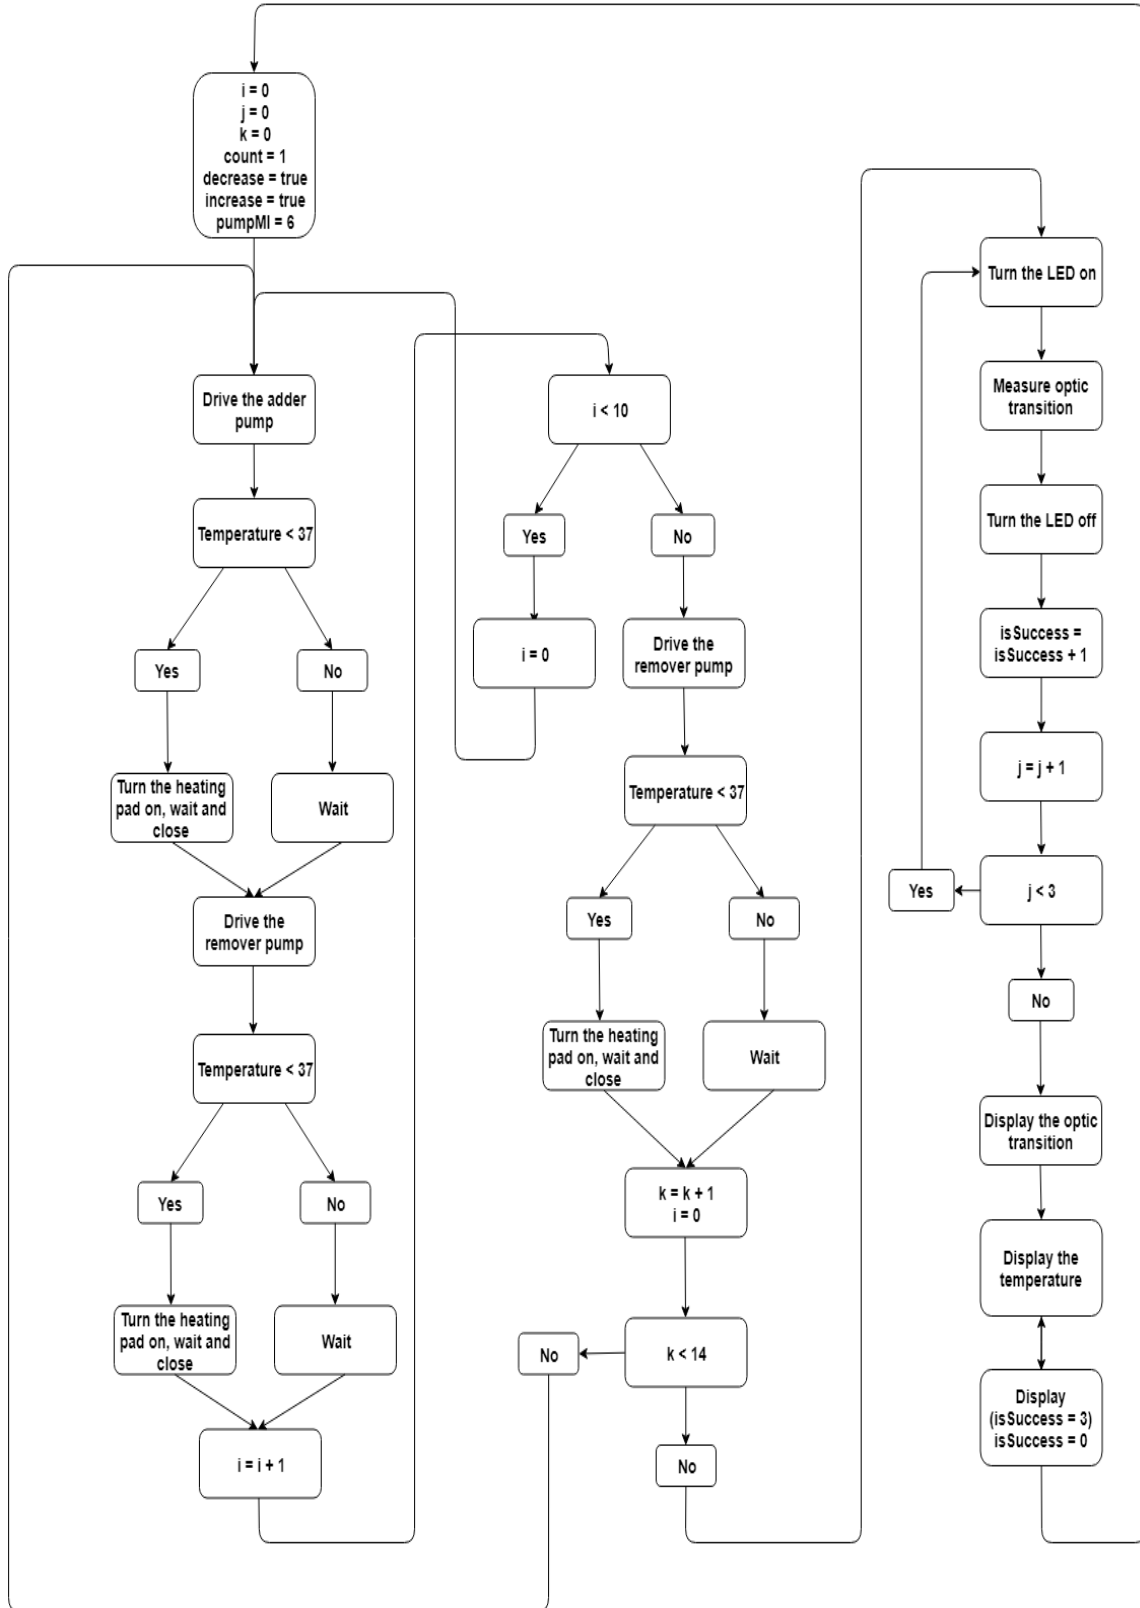 i = 0
j = 0
k = 0
count = 1
decrease = true
increase = true
pumpMl = 6
Drive the adder
pump
Temperature < 37
Yes
No
Turn the heating
pad on, wait and
close
Wait
Drive the
remover pump
Temperature < 37
Yes
No
Turn the heating
pad on, wait and
close
Wait
i = i + 1
i < 10
Yes
No
i = 0
Drive the
remover pump
Temperature < 37
Yes
No
Turn the heating
pad on, wait and
close
Wait
k = k + 1
i = 0
k < 14
No
No
Turn the LED on
Measure optic
transition
Turn the LED off
isSuccess =
isSuccess + 1
j = j + 1
j < 3
Yes
No
Display the optic
transition
Display the
temperature
Display
(isSuccess = 3)
isSuccess = 0